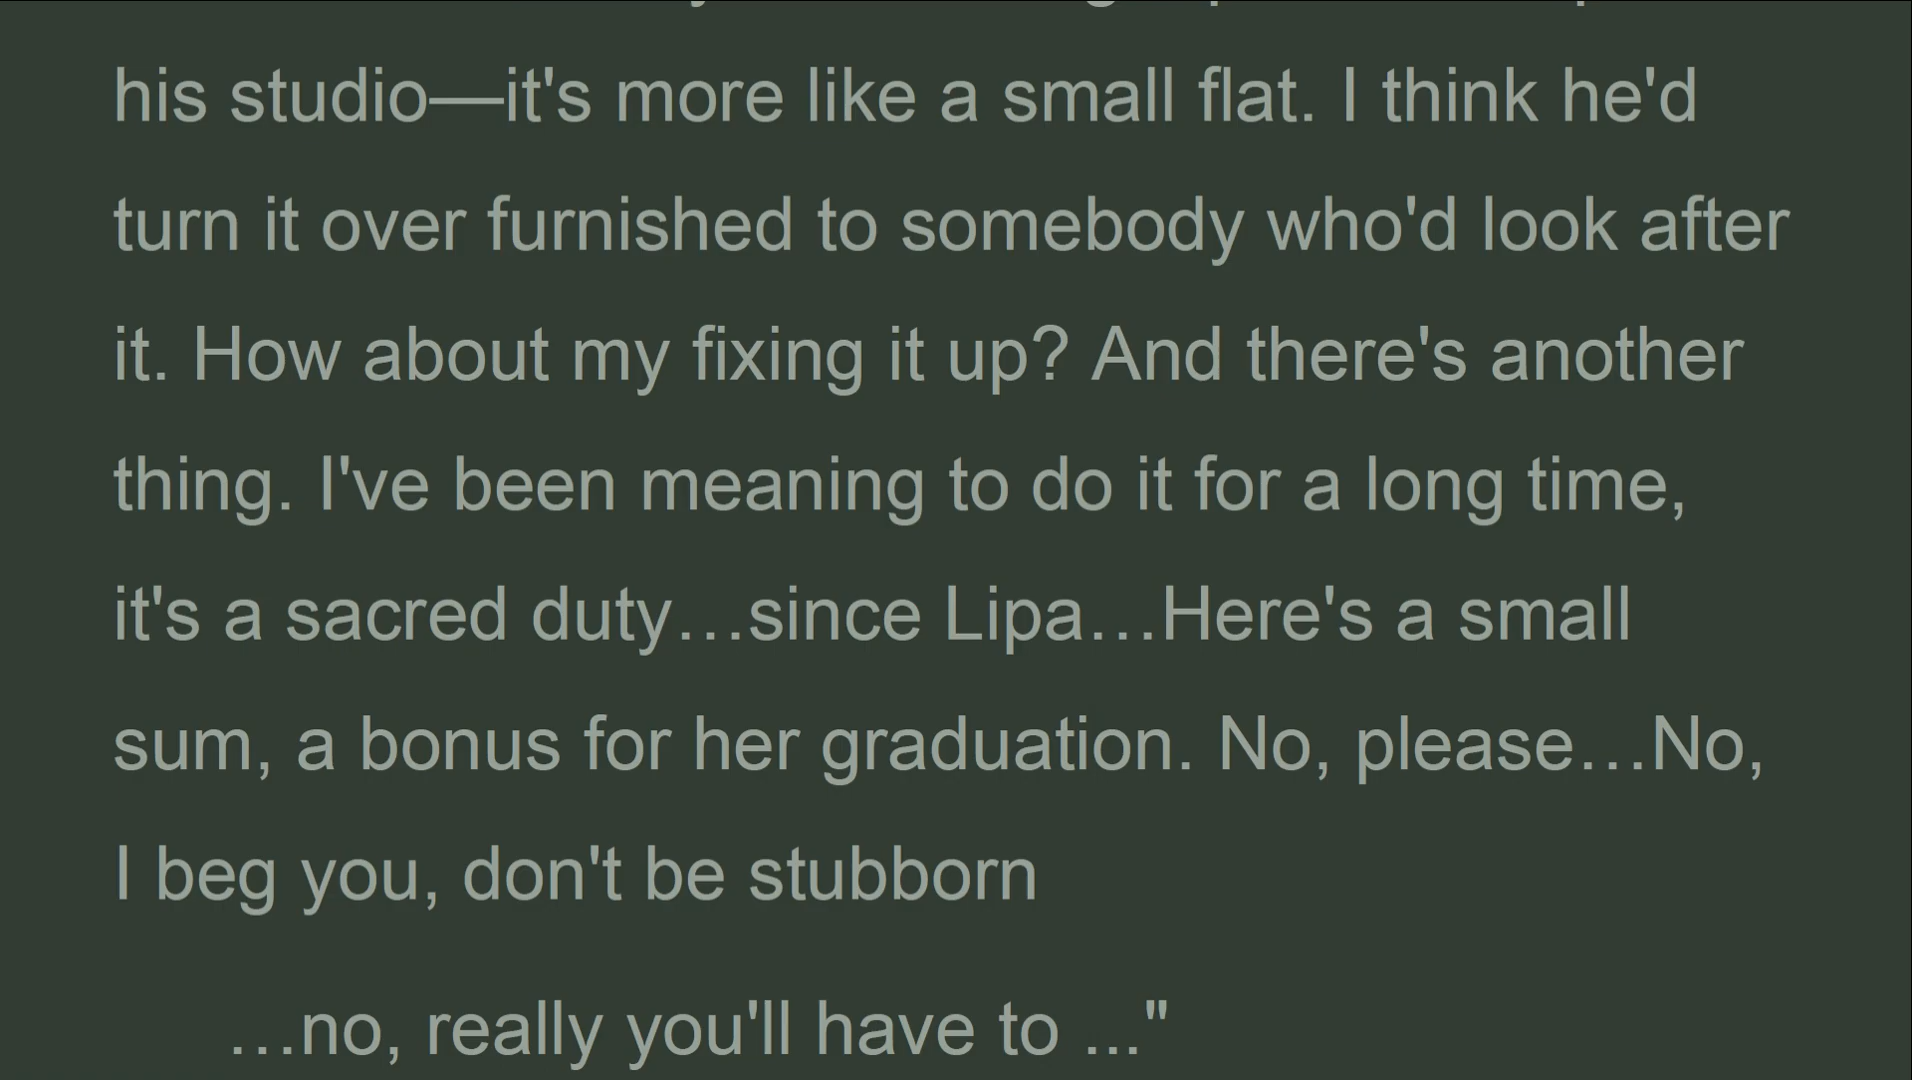 his studio—it's more like a small flat. I think he'd
turn it over furnished to somebody who'd look after
it. How about my fixing it up? And there's another
thing. I've been meaning to do it for a long time,
it's a sacred duty…since Lipa…Here's a small
sum, a bonus for her graduation. No, please…No,
I beg you, don't be stubborn
…no, really you'll have to ..."